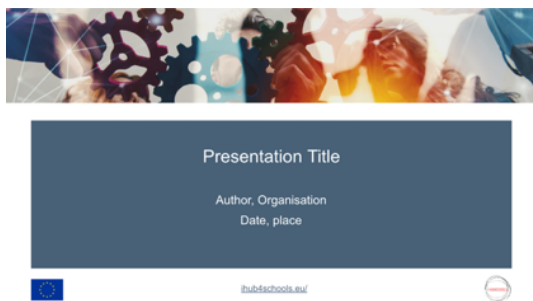 Presentation Title
Author, Organisation
Date, place
ihub4schools.eu/